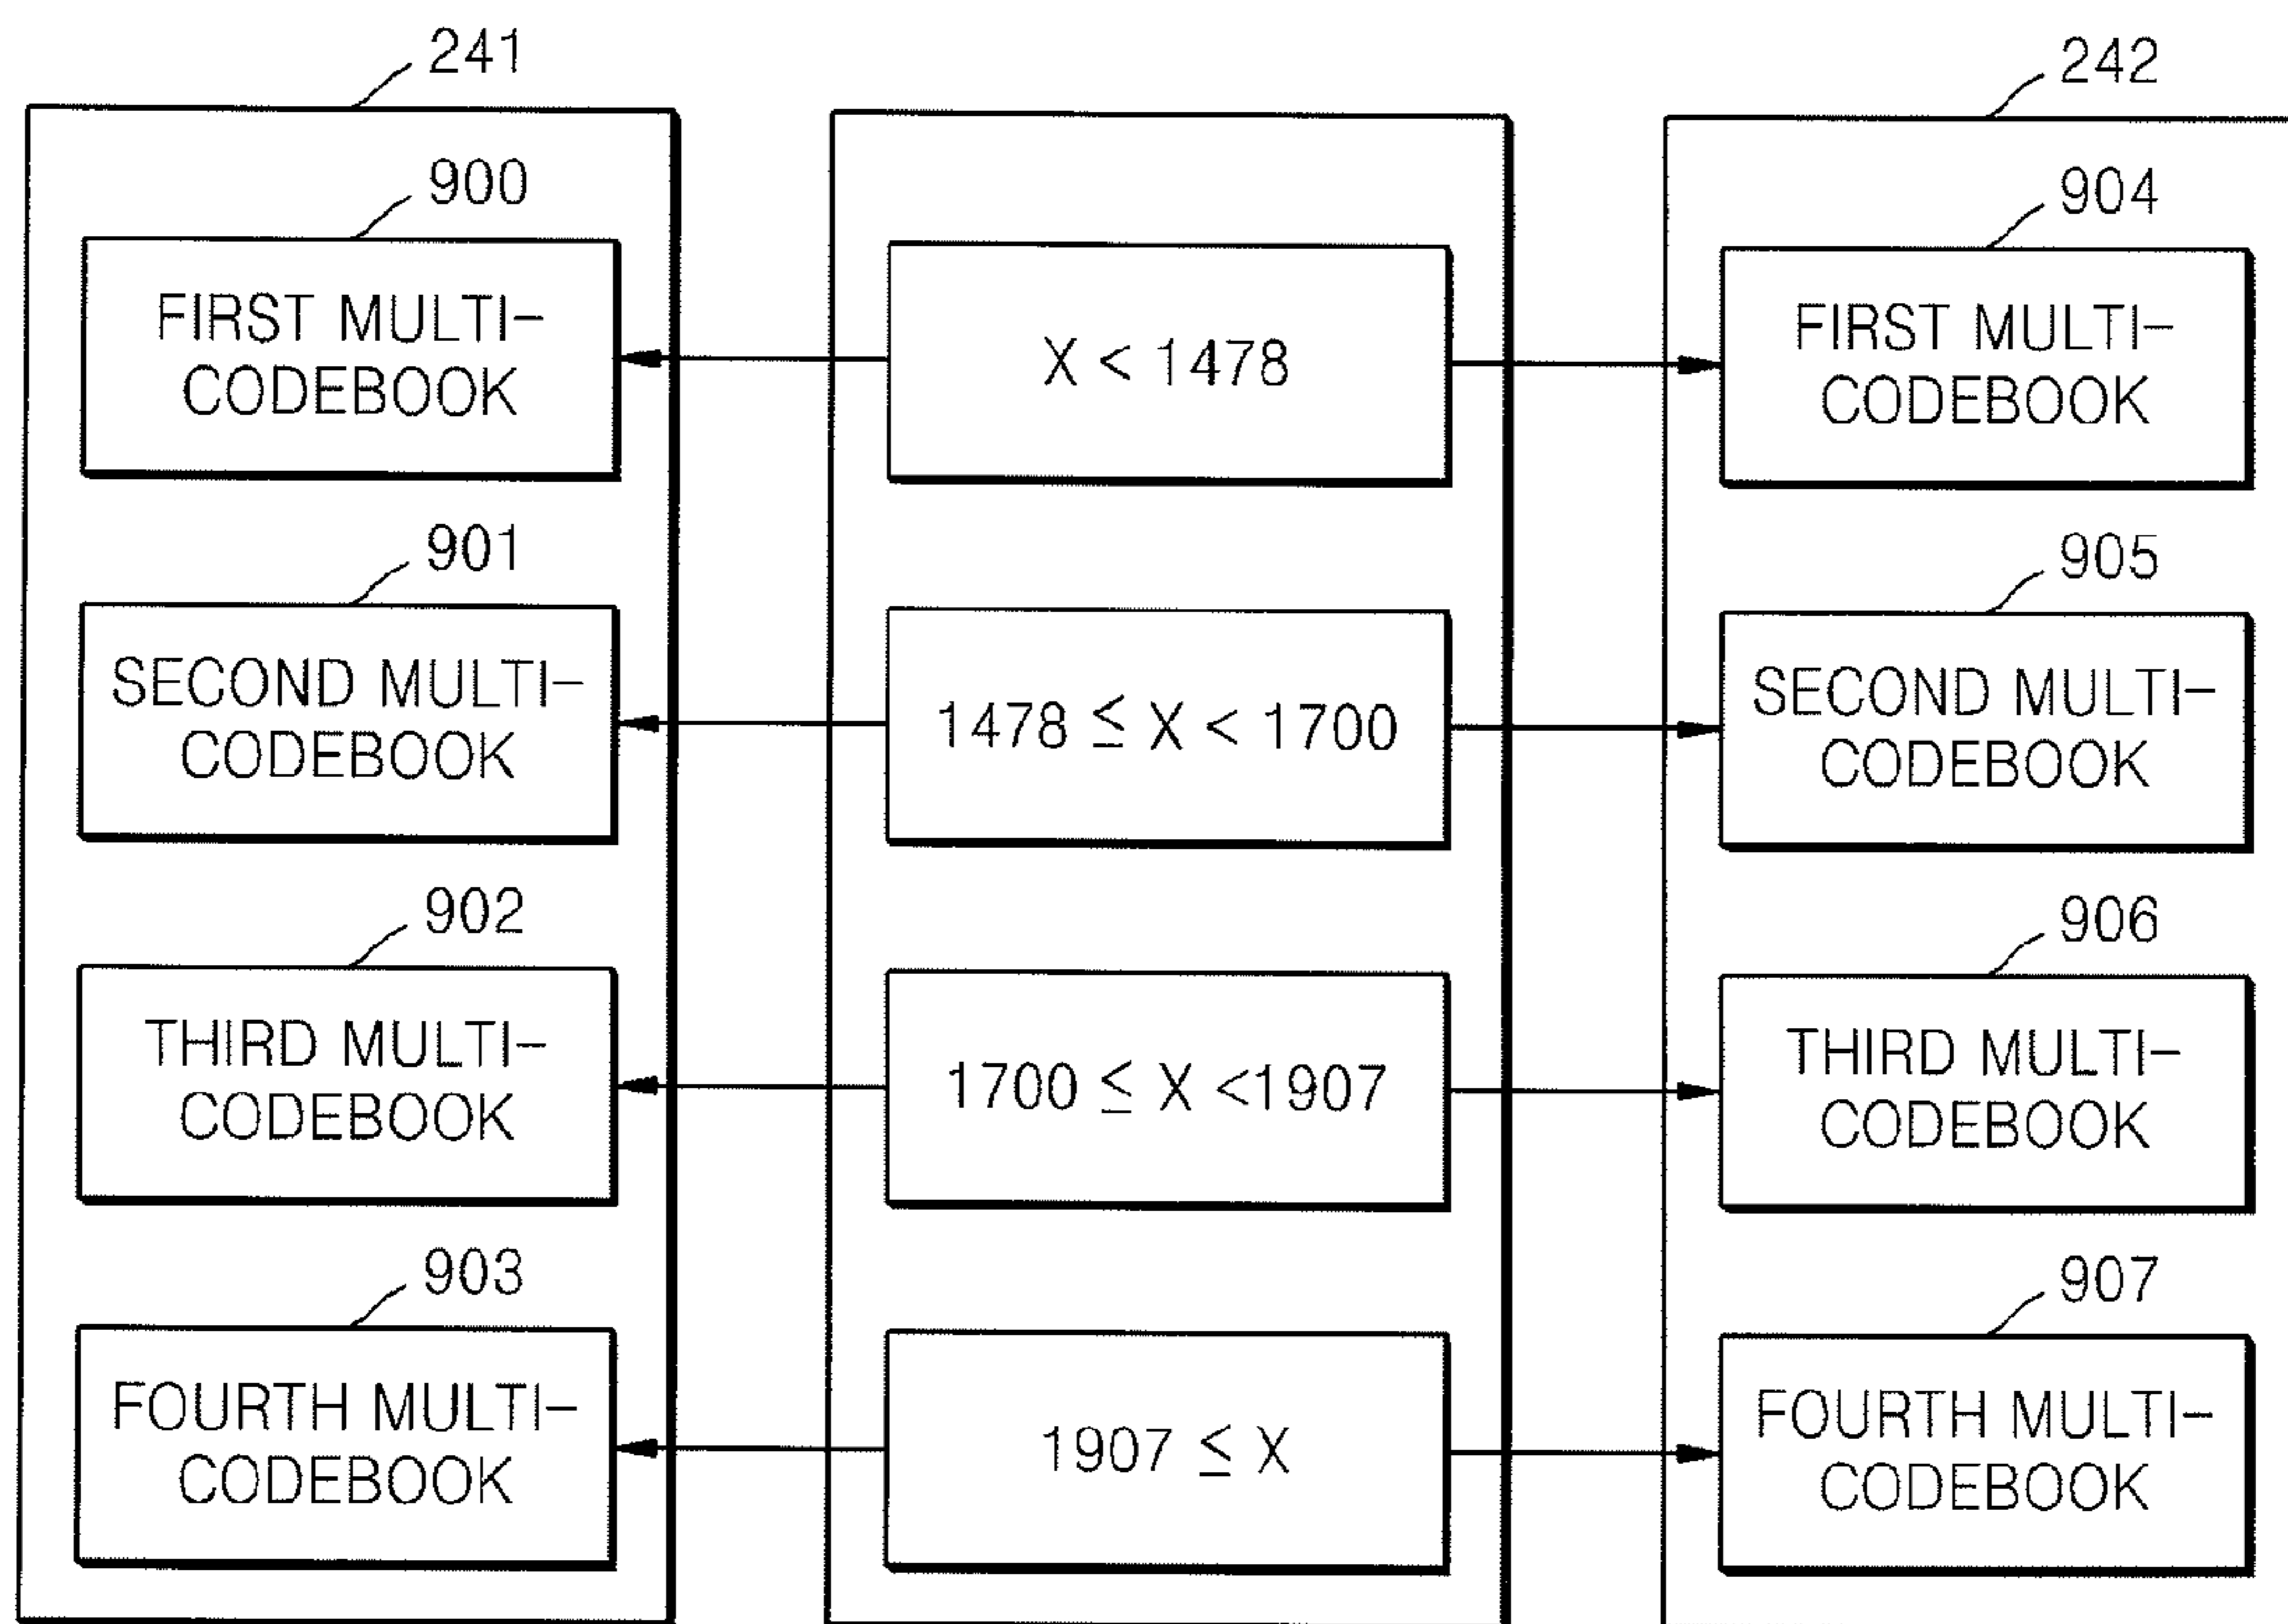 241
242
900
FIRST MULTI-
CODEBOOK
X < 1478
904
FIRST MULTI-
CODEBOOK
901
SECOND MULTI-
CODEBOOK
1478 ≤ X < 1700
905
SECOND MULTI-
CODEBOOK
902
THIRD MULTI-
CODEBOOK
1700 ≤ X <1907
906
THIRD MULTI-
CODEBOOK
903
FOURTH MULTI-
CODEBOOK
1907 ≤ X
907
FOURTH MULTI-
CODEBOOK